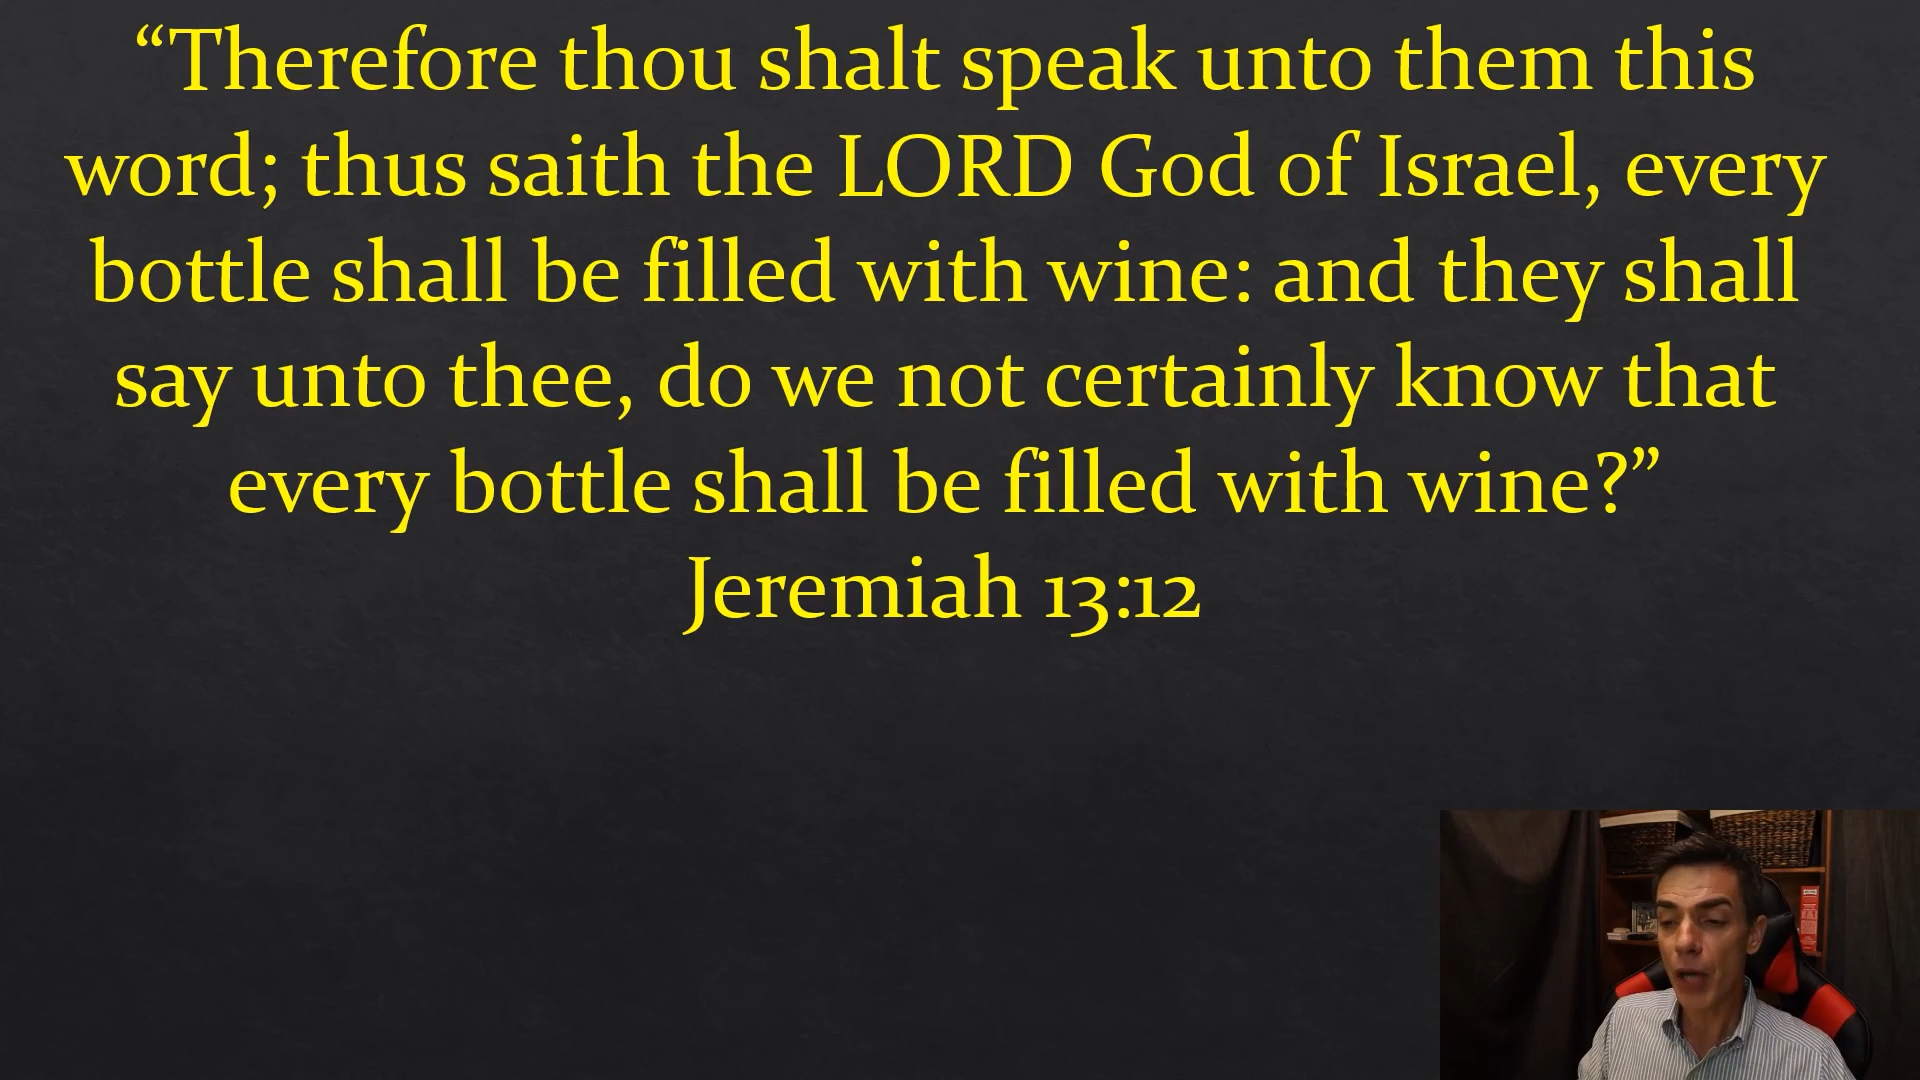 “Therefore thou shalt speak unto them this
word; thus saith the LORD God of Israel, every
bottle shall be filled with wine: and they shall
say unto thee, do we not certainly know that
every bottle shall be filled with wine?”
Jeremiah 13:12